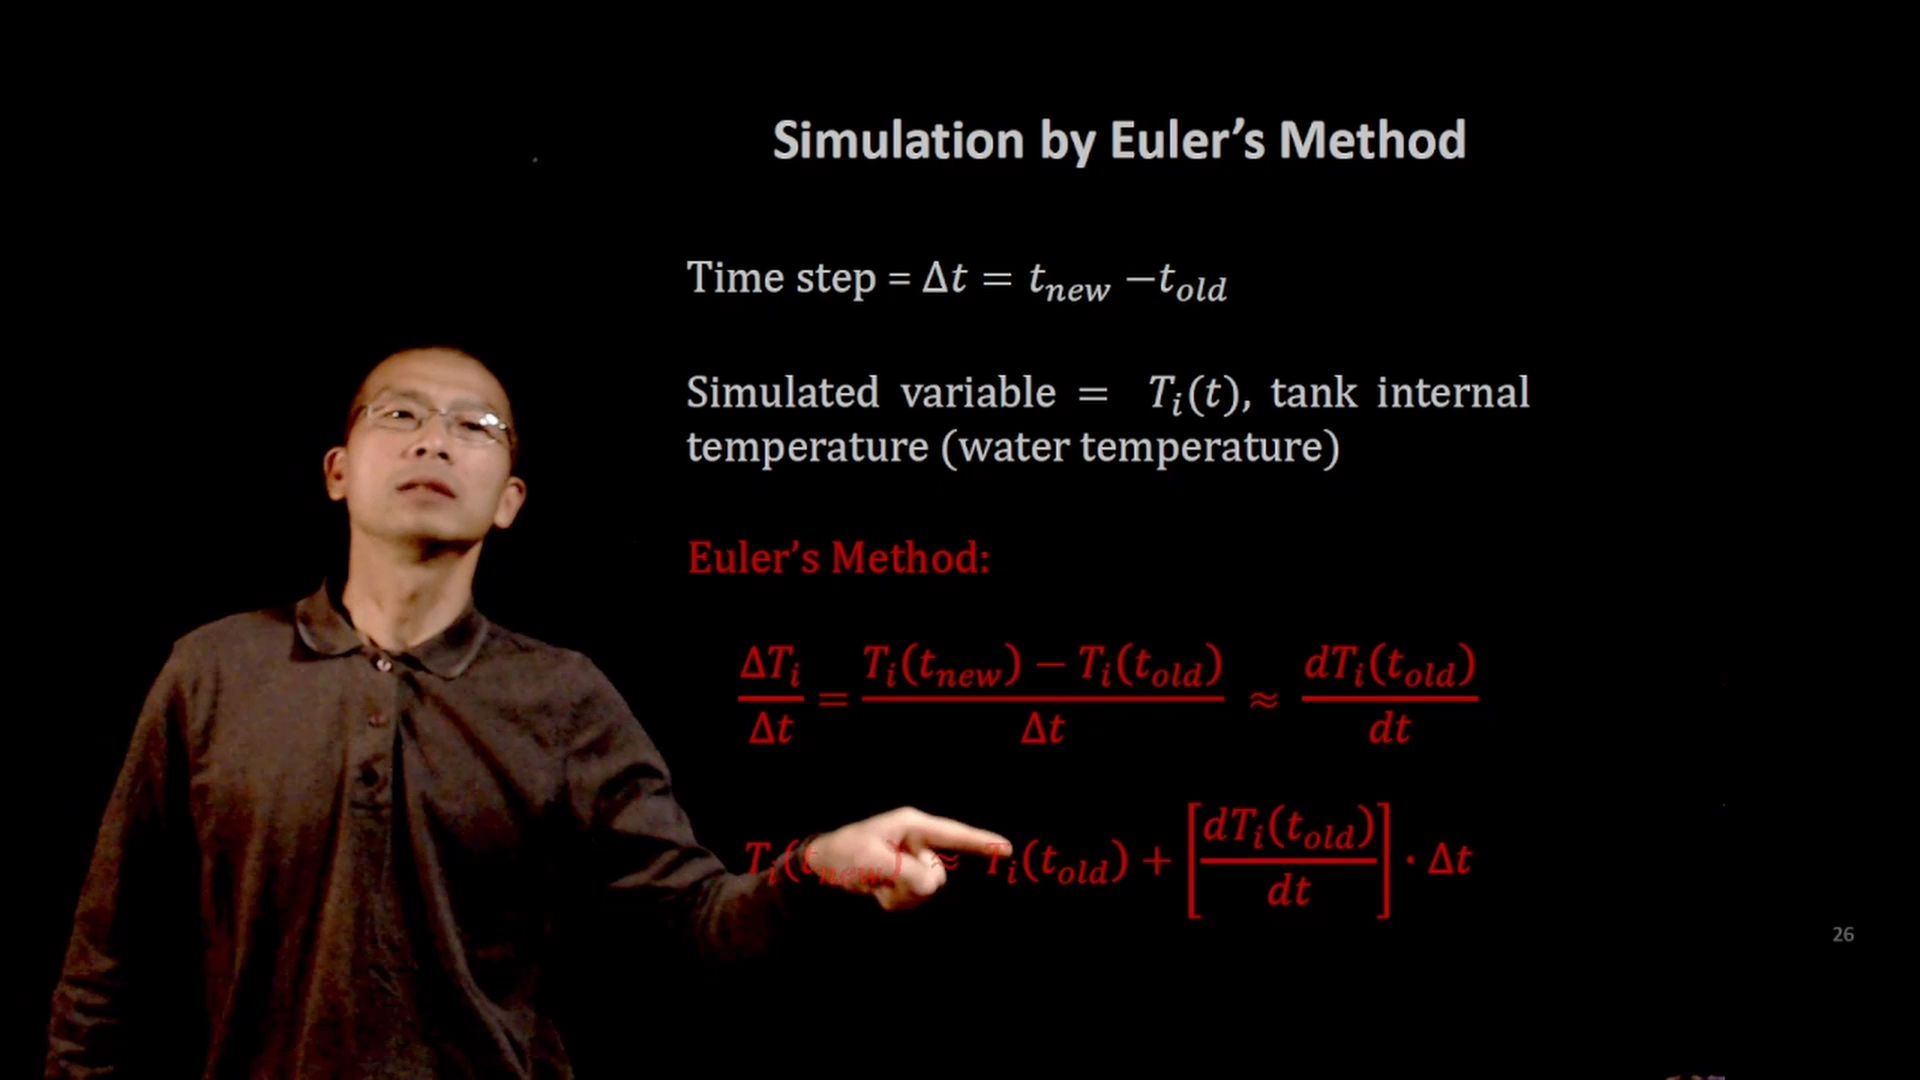 Simulation by Euler’s Method
Time step = Δt = t_new − t_old
Simulated variable = T_i(t), tank internal
temperature (water temperature)
Euler’s Method:
ΔT_i/Δt = (T_i(t_new) − T_i(t_old))/Δt ≈ dT_i(t_old)/dt
T_i(t_new) ≈ T_i(t_old) + [dT_i(t_old)/dt] · Δt
26